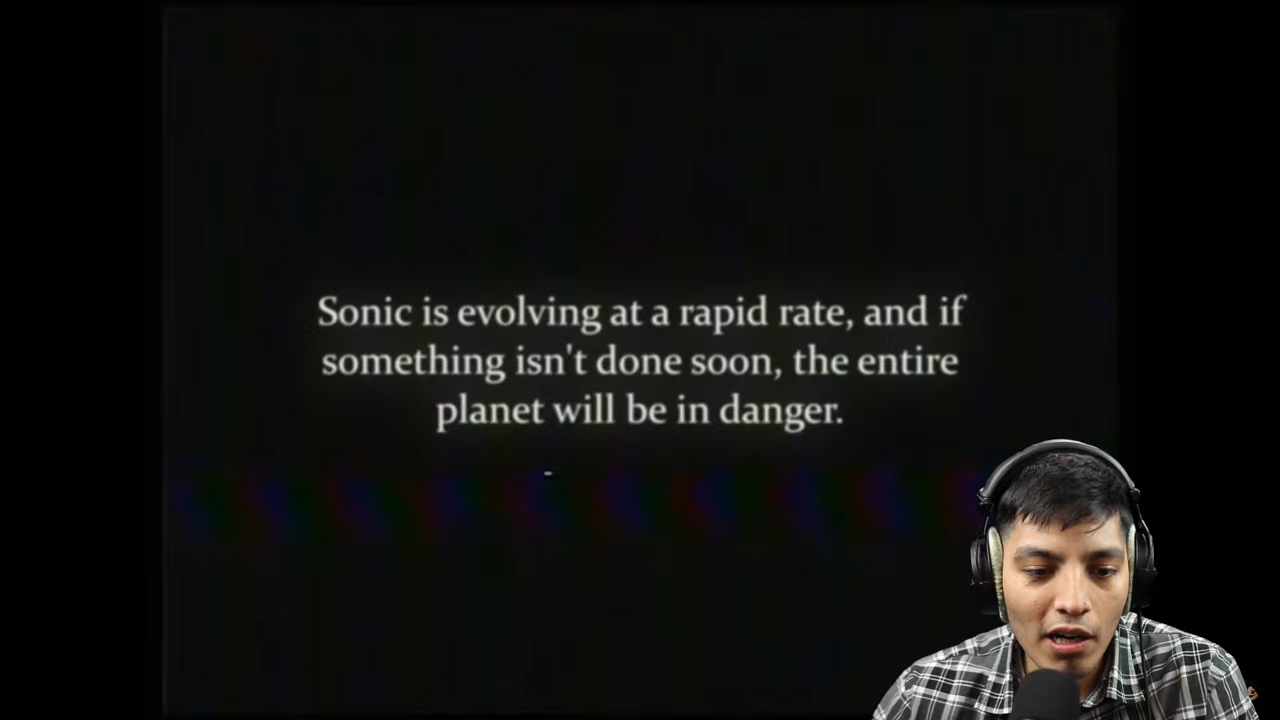 Sonic is evolving at a rapid rate, and if
something isn't done soon, the entire
planet will be in danger.